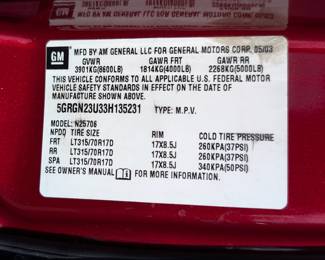 GM
MFD BY AM GENERAL LLC FOR GENERAL MOTORS CORP. 05/03
GVWR GAWR FRT GAWR RR
3901KG(8600LB) 1814KG(4000LB) 2268KG(5000LB)
THIS VEHICLE CONFORMS TO ALL APPLICABLE U.S. FEDERAL MOTOR
VEHICLE SAFETY STANDARDS IN EFFECT ON THE DATE OF
MANUFACTURE SHOWN ABOVE.
5GRGN23U33H135231 TYPE: M.P.V.
MODEL: N25706
NPDO TIRE SIZE RIM COLD TIRE PRESSURE
FRT LT315/70R17D 17X8.5J 260KPA(37PSI)
RR LT315/70R17D 17X8.5J 260KPA(37PSI)
SPA LT315/70R17D 17X8.5J 340KPA(50PSI)
SEE OWNER'S MANUAL FOR MORE INFORMATION